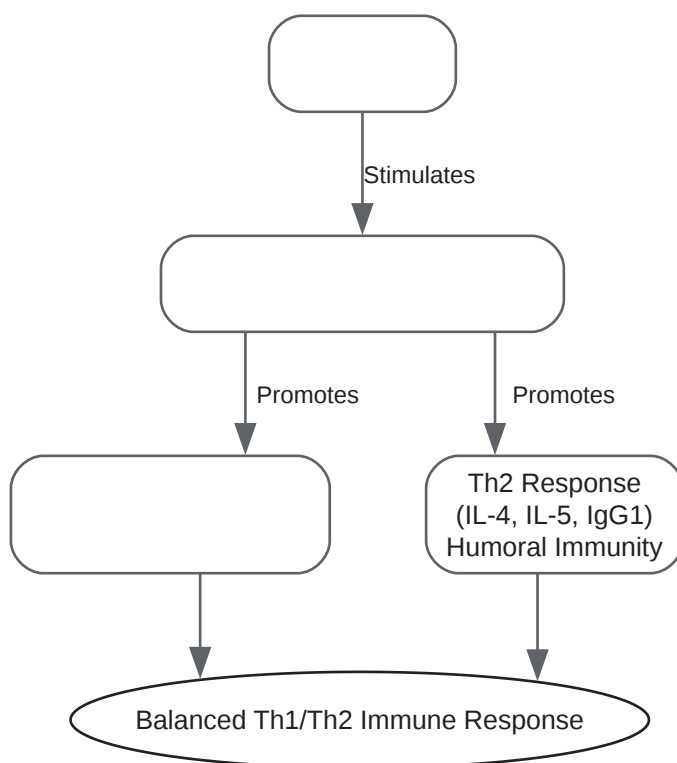 Stimulates
Promotes
Promotes
Th2 Response
(IL-4, IL-5, IgG1)
Humoral Immunity
Balanced Th1/Th2 Immune Response